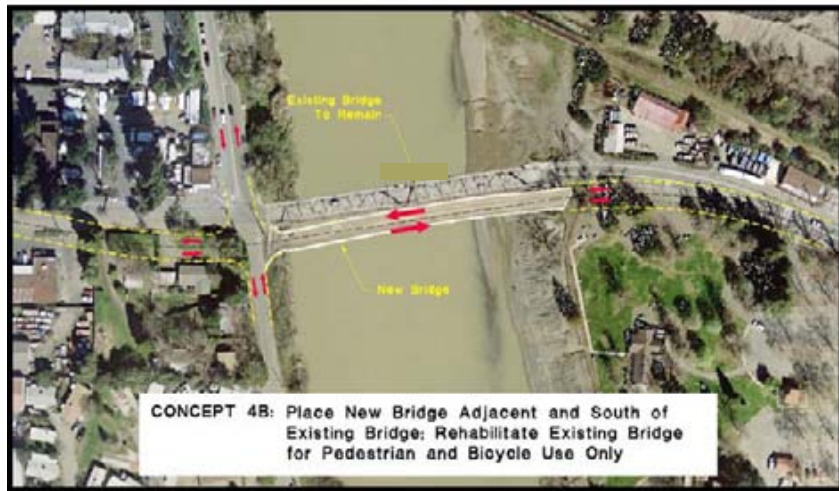 Existing Bridge
To Remain
New Bridge
CONCEPT 4B: Place New Bridge Adjacent and South of
Existing Bridge; Rehabilitate Existing Bridge
for Pedestrian and Bicycle Use Only